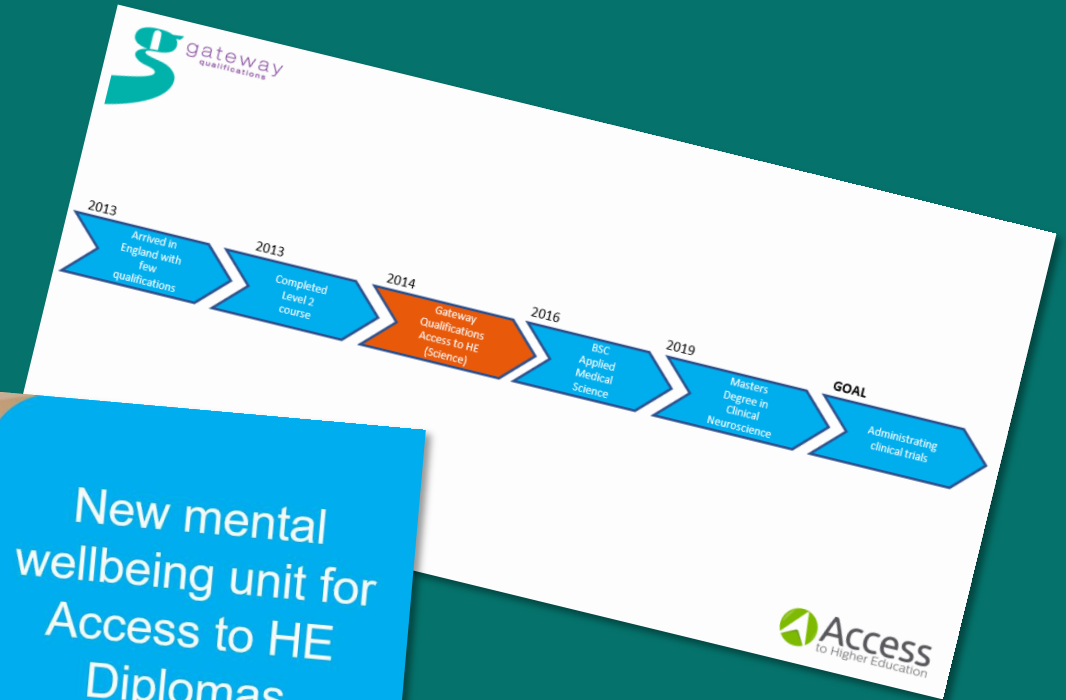 gateway
qualifications
2013
Arrived in
England with
few
qualifications
2013
Completed
Level 2
course
2014
Gateway
Qualifications
Access to HE
(Science)
2016
BSC
Applied
Medical
Science
2019
Masters
Degree in
Clinical
Neuroscience
GOAL
Administrating
clinical trials
New mental
wellbeing unit for
Access to HE
Diplomas
Access
to Higher Education